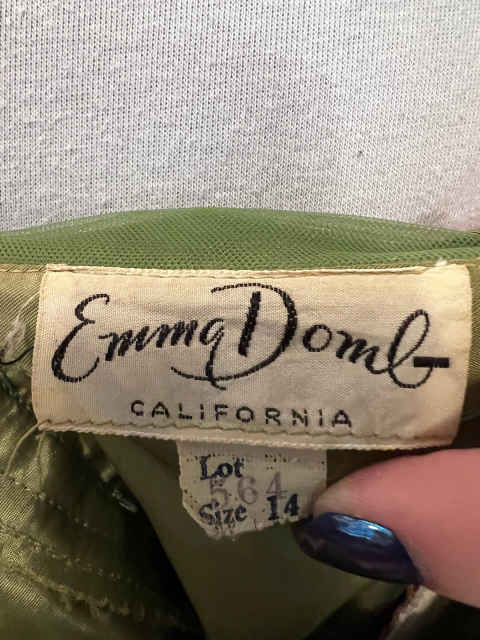 Emma Domb
CALIFORNIA
Lot
564
Size 14